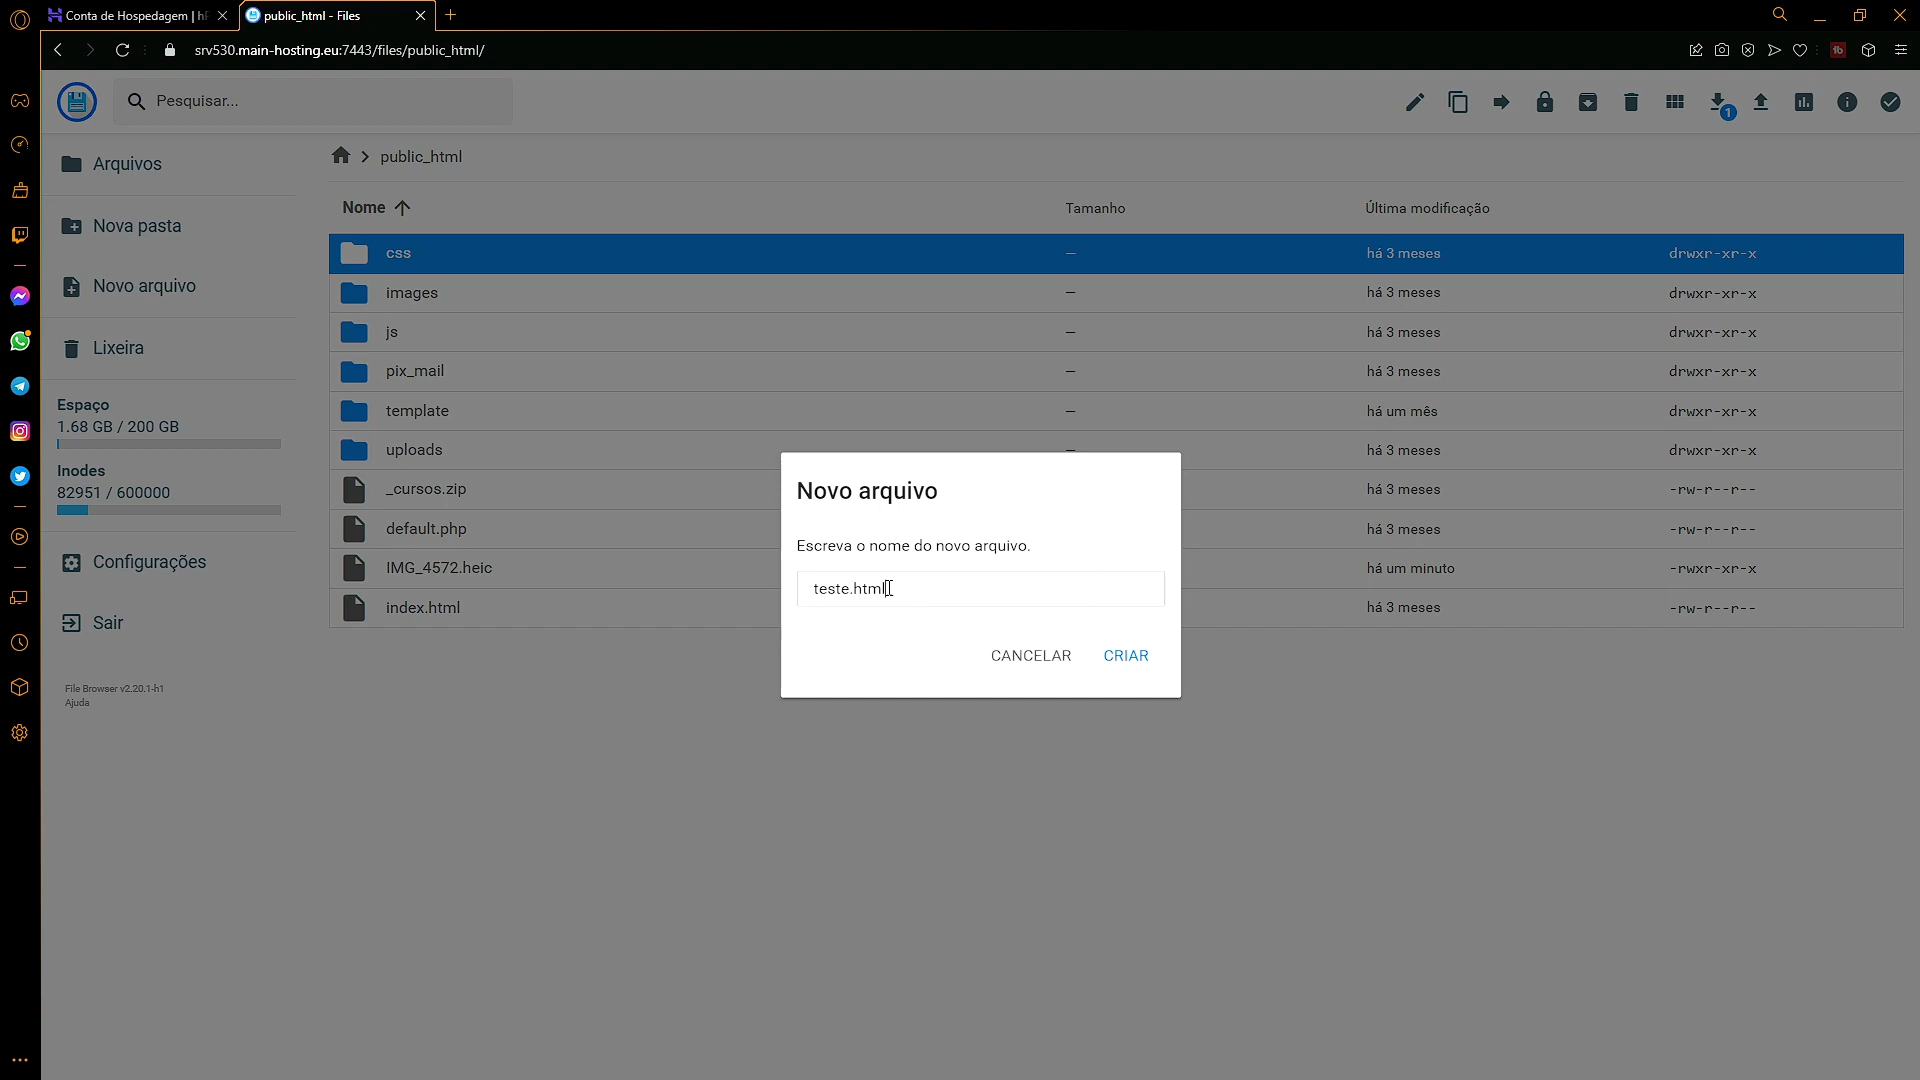 Conta de Hospedagem | hP
public_html - Files
srv530.main-hosting.eu:7443/files/public_html/
Pesquisar...
1
Arquivos
Nova pasta
Novo arquivo
Lixeira
Espaço
1.68 GB / 200 GB
Inodes
82951 / 600000
Configurações
Sair
File Browser v2.20.1-h1
Ajuda
public_html
Nome Tamanho Última modificação
css — há 3 meses drwxr-xr-x
images — há 3 meses drwxr-xr-x
js — há 3 meses drwxr-xr-x
pix_mail — há 3 meses drwxr-xr-x
template — há um mês drwxr-xr-x
uploads — há 3 meses drwxr-xr-x
_cursos.zip há 3 meses -rw-r--r--
default.php há 3 meses -rw-r--r--
IMG_4572.heic há um minuto -rwxr-xr-x
index.html há 3 meses -rw-r--r--
Novo arquivo
Escreva o nome do novo arquivo.
teste.html
CANCELAR CRIAR